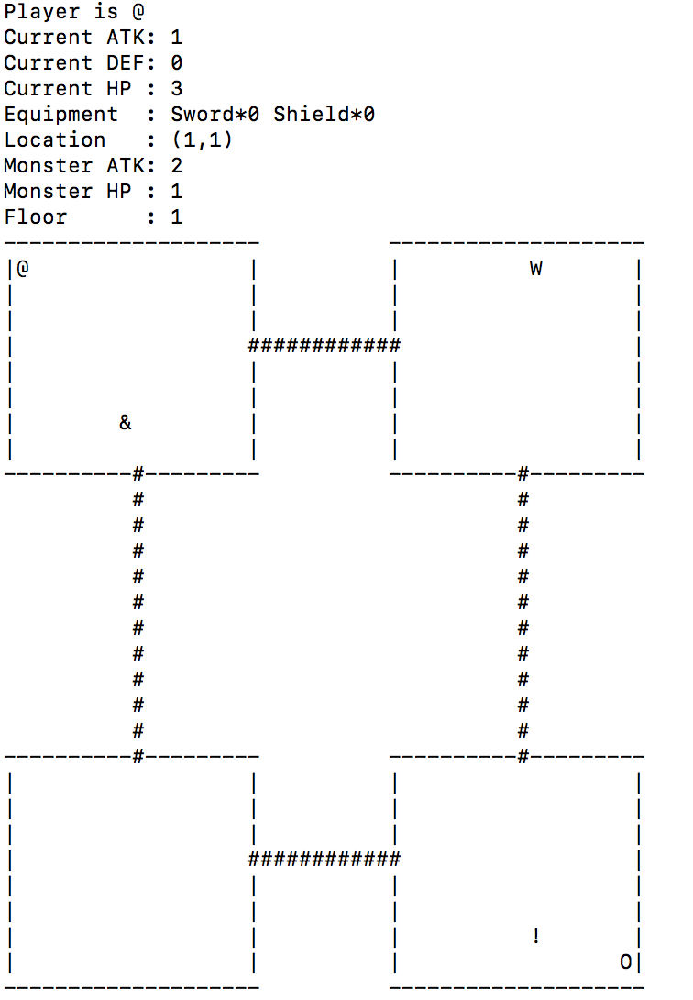 Player is @
Current ATK: 1
Current DEF: 0
Current HP : 3
Equipment  : Sword*0 Shield*0
Location   : (1,1)
Monster ATK: 2
Monster HP : 1
Floor      : 1
--------------------          --------------------
|@                 |          |          W       |
|                  |          |                  |
|                  |          |                  |
|                  ############                  |
|                  |          |                  |
|                  |          |                  |
|        &         |          |                  |
|                  |          |                  |
----------#---------          ----------#---------
          #                             #
          #                             #
          #                             #
          #                             #
          #                             #
          #                             #
          #                             #
          #                             #
          #                             #
          #                             #
----------#---------          ----------#---------
|                  |          |                  |
|                  |          |                  |
|                  |          |                  |
|                  ############                  |
|                  |          |                  |
|                  |          |                  |
|                  |          |          !       |
|                  |          |                 O|
--------------------          --------------------